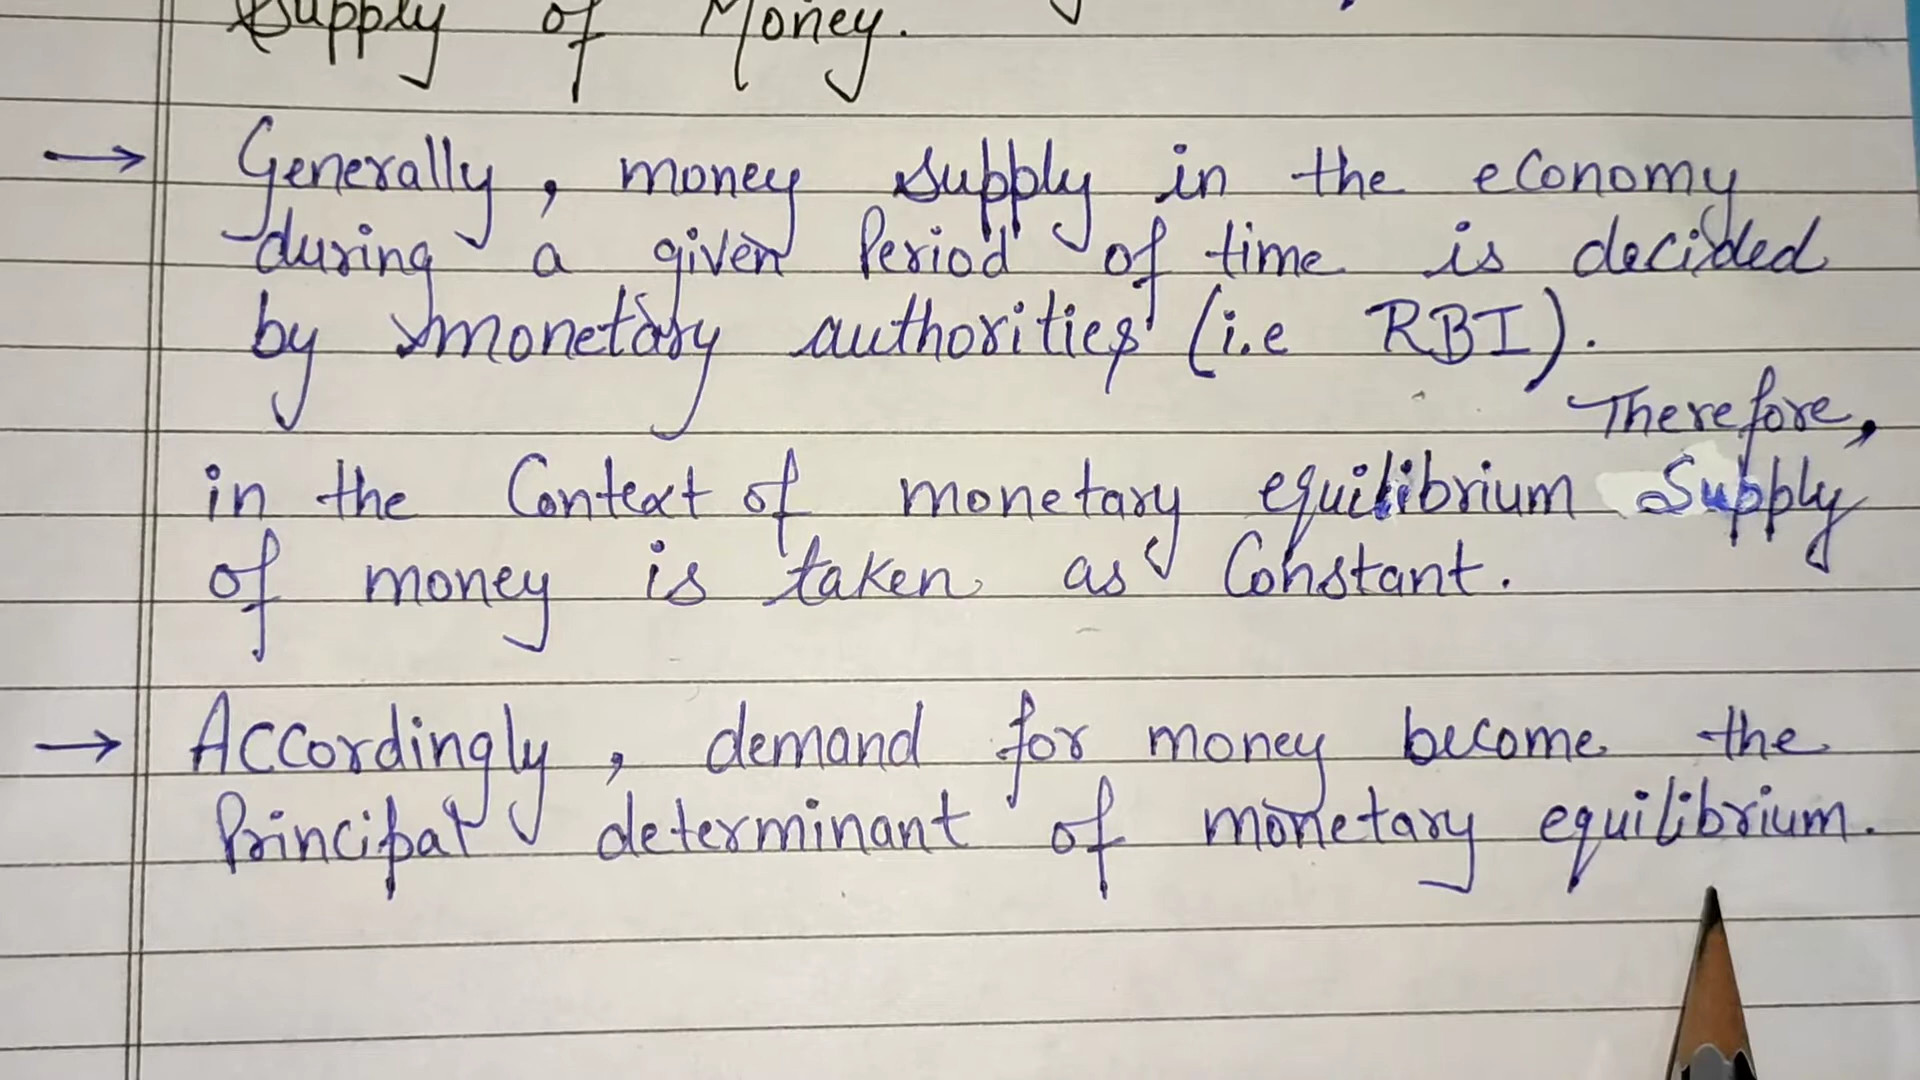 Supply of Money.
→ Generally, money supply in the economy
during a given Period of time is decided
by monetary authorities (i.e RBI).
Therefore,
in the Context of monetary equilibrium Supply
of money is taken as Constant.
→ Accordingly, demand for money become the
Principal determinant of monetary equilibrium.